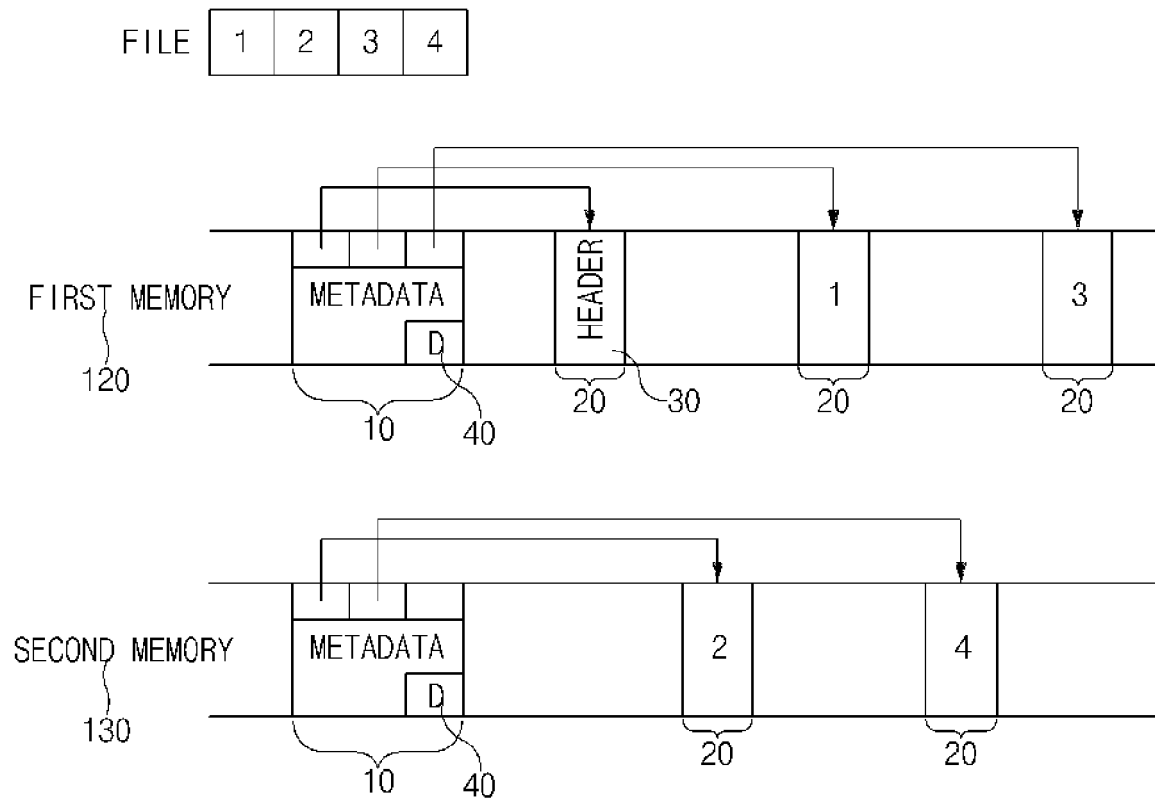 FILE 1 2 3 4
HEADER
FIRST MEMORY METADATA 1 3
D
120 10 40 20 30 20 20
SECOND MEMORY METADATA 2 4
D
130 10 40 20 20